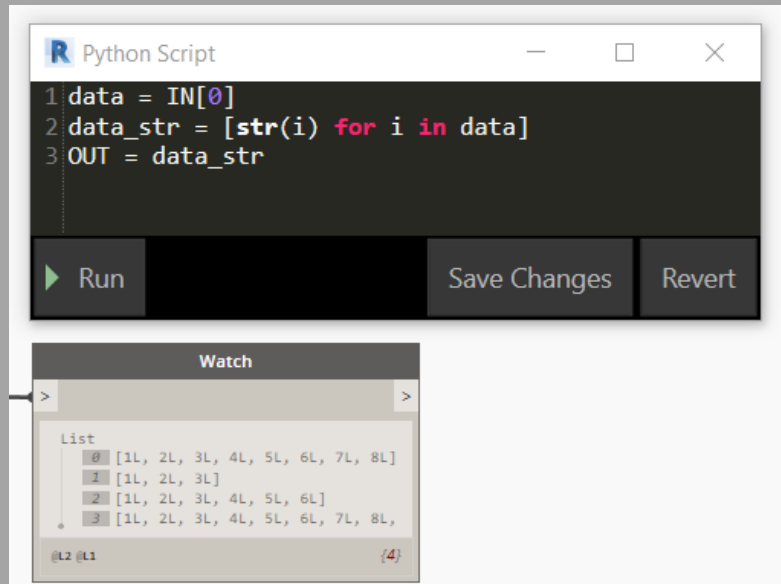 R Python Script
1 data = IN[0]
2 data_str = [str(i) for i in data]
3 OUT = data_str
Run Save Changes Revert
Watch
> >
List
0 [1L, 2L, 3L, 4L, 5L, 6L, 7L, 8L]
1 [1L, 2L, 3L]
2 [1L, 2L, 3L, 4L, 5L, 6L]
3 [1L, 2L, 3L, 4L, 5L, 6L, 7L, 8L,
@L2 @L1 {4}